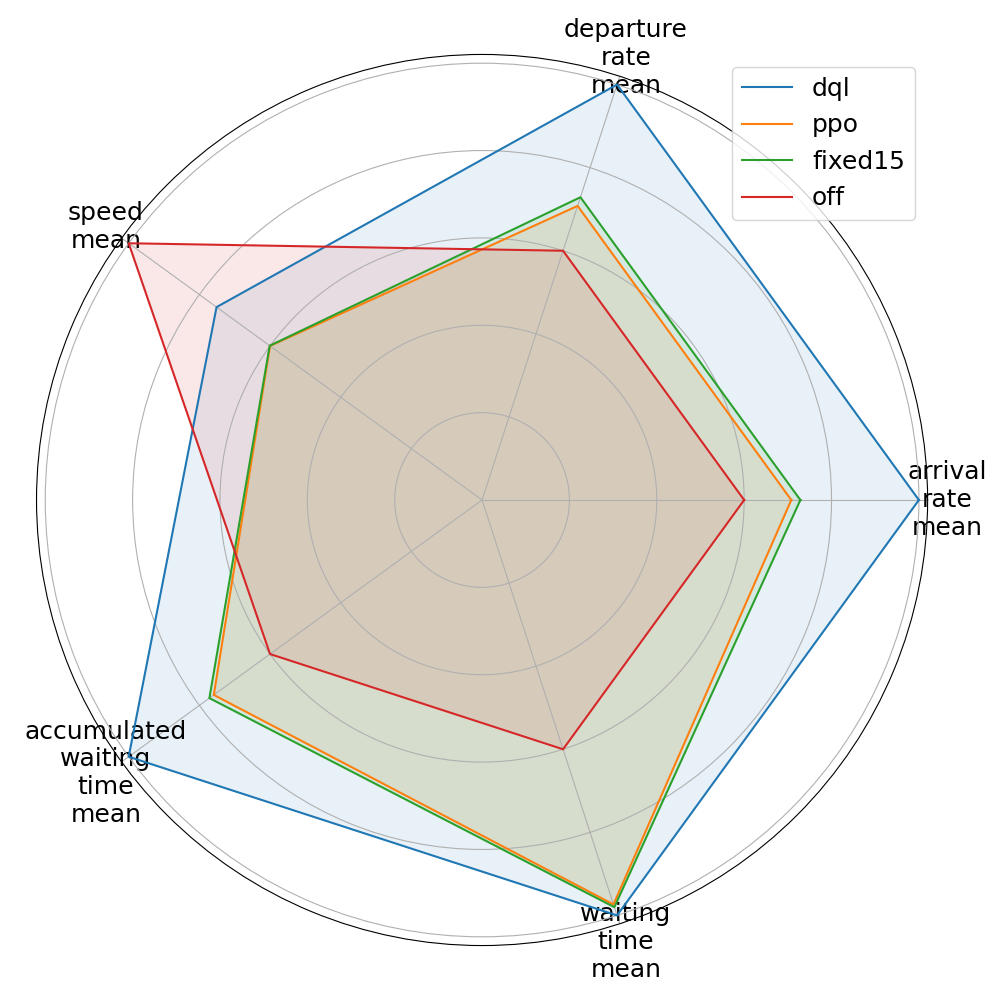 departure
rate
mean
dql
ppo
fixed15
off
speed
mean
arrival
rate
mean
accumulated
waiting
time
mean
waiting
time
mean